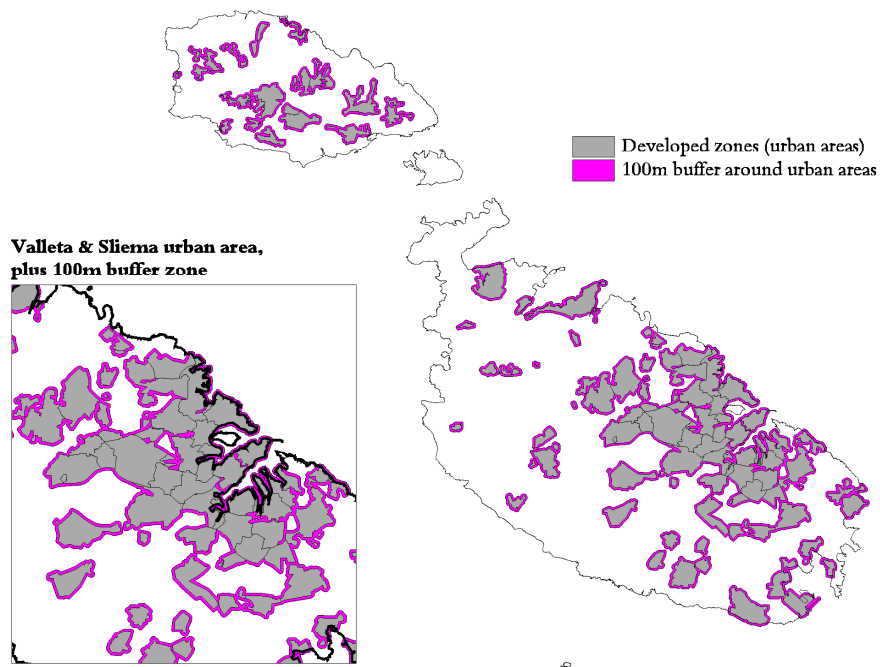 Developed zones (urban areas)
100m buffer around urban areas
Valleta & Sliema urban area,
plus 100m buffer zone